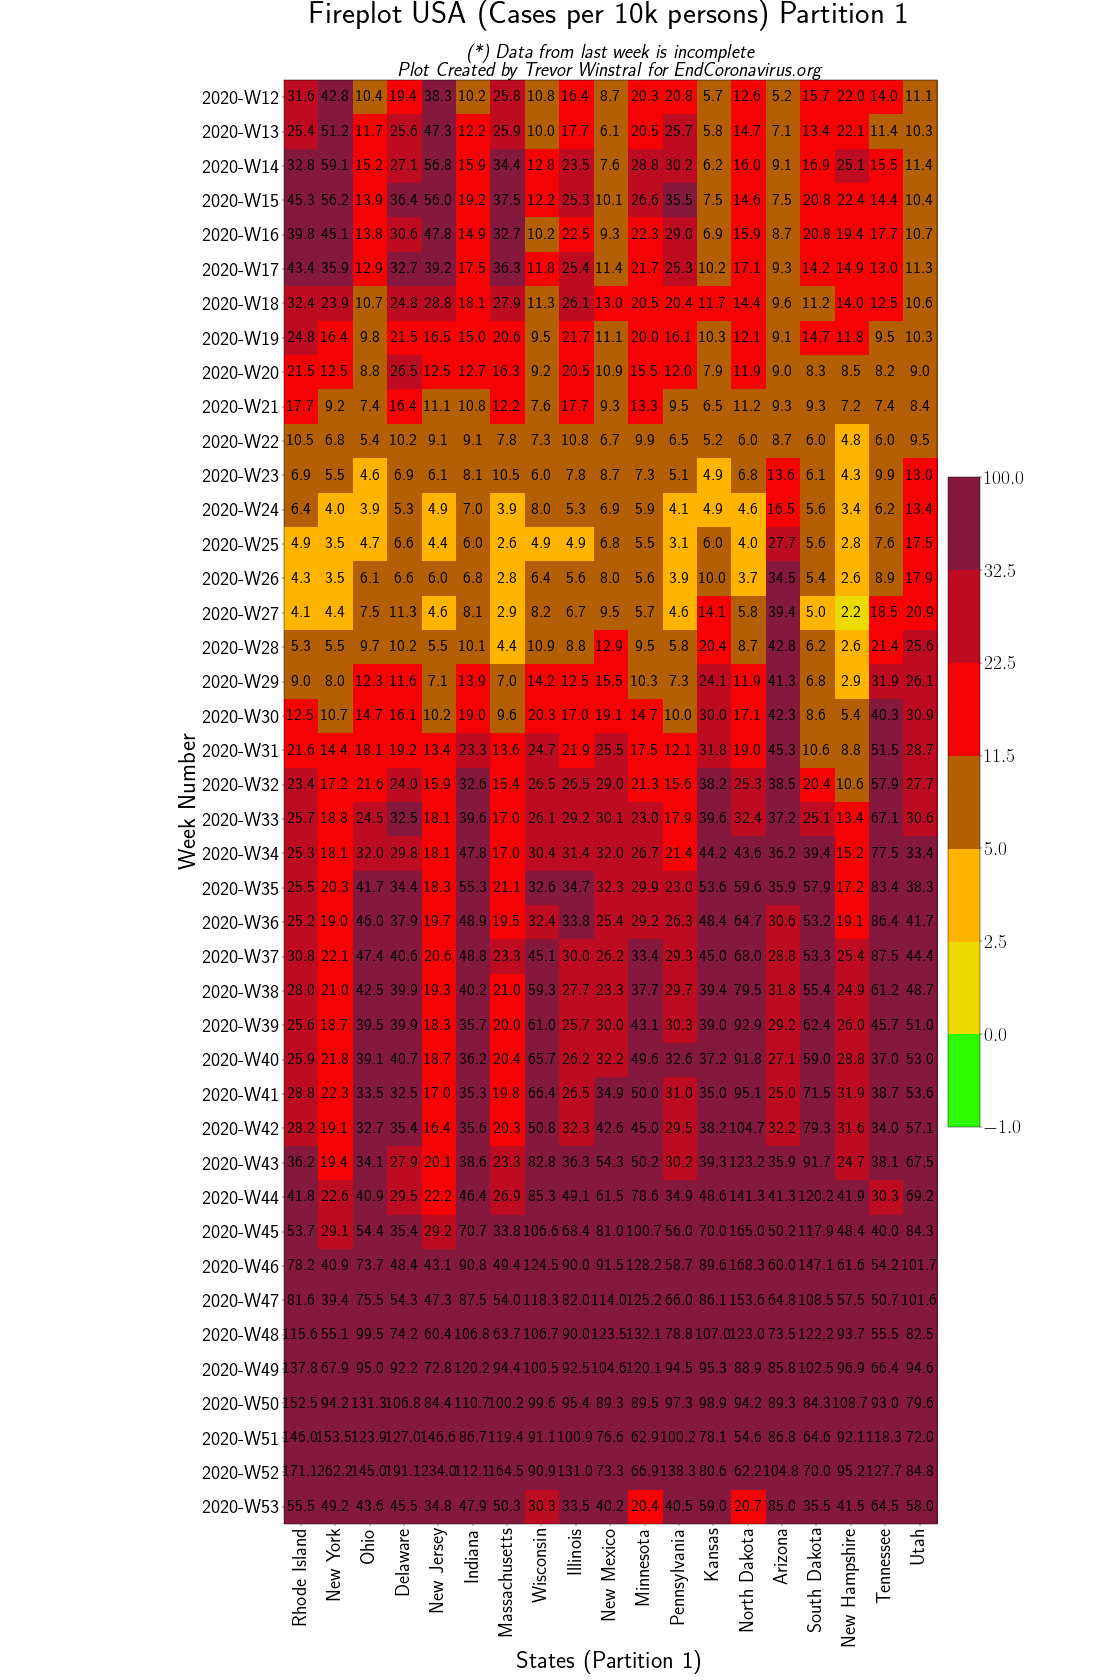 Fireplot USA (Cases per 10k persons) Partition 1
(*) Data from last week is incomplete
Plot Created by Trevor Winstral for EndCoronavirus.org
2020-W12 31.6 42.8 10.4 19.4 38.3 10.2 25.8 10.8 16.4 8.7 20.3 20.8 5.7 12.6 5.2 15.7 22.0 14.0 11.1
2020-W13 25.4 51.2 11.7 25.6 47.3 12.2 25.9 10.0 17.7 6.1 20.5 25.7 5.8 14.7 7.1 13.4 22.1 11.4 10.3
2020-W14 32.8 59.1 15.2 27.1 56.8 15.9 34.4 12.8 23.5 7.6 28.8 30.2 6.2 16.0 9.1 16.9 25.1 15.5 11.4
2020-W15 45.3 56.2 13.9 36.4 56.0 19.2 37.5 12.2 25.3 10.1 26.6 35.5 7.5 14.6 7.5 20.8 22.4 14.4 10.4
2020-W16 39.8 45.1 13.8 30.6 47.8 14.9 32.7 10.2 22.5 9.3 22.3 29.0 6.9 15.9 8.7 20.8 19.4 17.7 10.7
2020-W17 43.4 35.9 12.9 32.7 39.2 17.5 36.3 11.8 25.4 11.4 21.7 25.3 10.2 17.1 9.3 14.2 14.9 13.0 11.3
2020-W18 32.4 23.9 10.7 24.8 28.8 18.1 27.9 11.3 26.1 13.0 20.5 20.4 11.7 14.4 9.6 11.2 14.0 12.5 10.6
2020-W19 24.8 16.4 9.8 21.5 16.5 15.0 20.6 9.5 21.7 11.1 20.0 16.1 10.3 12.1 9.1 14.7 11.8 9.5 10.3
2020-W20 21.5 12.5 8.8 26.5 12.5 12.7 16.3 9.2 20.5 10.9 15.5 12.0 7.9 11.9 9.0 8.3 8.5 8.2 9.0
2020-W21 17.7 9.2 7.4 16.4 11.1 10.8 12.2 7.6 17.7 9.3 13.3 9.5 6.5 11.2 9.3 9.3 7.2 7.4 8.4
2020-W22 10.5 6.8 5.4 10.2 9.1 9.1 7.8 7.3 10.8 6.7 9.9 6.5 5.2 6.0 8.7 6.0 4.8 6.0 9.5
2020-W23 6.9 5.5 4.6 6.9 6.1 8.1 10.5 6.0 7.8 8.7 7.3 5.1 4.9 6.8 13.6 6.1 4.3 9.9 13.0
2020-W24 6.4 4.0 3.9 5.3 4.9 7.0 3.9 8.0 5.3 6.9 5.9 4.1 4.9 4.6 16.5 5.6 3.4 6.2 13.4
2020-W25 4.9 3.5 4.7 6.6 4.4 6.0 2.6 4.9 4.9 6.8 5.5 3.1 6.0 4.0 27.7 5.6 2.8 7.6 17.5
2020-W26 4.3 3.5 6.1 6.6 6.0 6.8 2.8 6.4 5.6 8.0 5.6 3.9 10.0 3.7 34.5 5.4 2.6 8.9 17.9
2020-W27 4.1 4.4 7.5 11.3 4.6 8.1 2.9 8.2 6.7 9.5 5.7 4.6 14.1 5.8 39.4 5.0 2.2 18.5 20.9
2020-W28 5.3 5.5 9.7 10.2 5.5 10.1 4.4 10.9 8.8 12.9 9.5 5.8 20.4 8.7 42.8 6.2 2.6 21.4 25.6
2020-W29 9.0 8.0 12.3 11.6 7.1 13.9 7.0 14.2 12.5 15.5 10.3 7.3 24.1 11.9 41.3 6.8 2.9 31.9 26.1
2020-W30 12.5 10.7 14.7 16.1 10.2 19.0 9.6 20.3 17.0 19.1 14.7 10.0 30.0 17.1 42.3 8.6 5.4 40.3 30.9
2020-W31 21.6 14.4 18.1 19.2 13.4 23.3 13.6 24.7 21.9 25.5 17.5 12.1 31.8 19.0 45.3 10.6 8.8 51.5 28.7
2020-W32 23.4 17.2 21.6 24.0 15.9 32.6 15.4 26.5 26.5 29.0 21.3 15.6 38.2 25.3 38.5 20.4 10.6 57.9 27.7
2020-W33 25.7 18.8 24.5 32.5 18.1 39.6 17.0 26.1 29.2 30.1 23.0 17.9 39.6 32.4 37.2 25.1 13.4 67.1 30.6
2020-W34 25.3 18.1 32.0 29.8 18.1 47.8 17.0 30.4 31.4 32.0 26.7 21.4 44.2 43.6 36.2 39.4 15.2 77.5 33.4
2020-W35 25.5 20.3 41.7 34.4 18.3 55.3 21.1 32.6 34.7 32.3 29.9 23.0 53.6 59.6 35.9 57.9 17.2 83.4 38.3
2020-W36 25.2 19.0 46.0 37.9 19.7 48.9 19.5 32.4 33.8 25.4 29.2 26.3 48.4 64.7 30.6 53.2 19.1 86.4 41.7
2020-W37 30.8 22.1 47.4 40.6 20.6 48.8 23.3 45.1 30.0 26.2 33.4 29.3 45.0 68.0 28.8 53.3 25.4 87.5 44.4
2020-W38 28.0 21.0 42.5 39.9 19.3 40.2 21.0 59.3 27.7 23.3 37.7 29.7 39.4 79.5 31.8 55.4 24.9 61.2 48.7
2020-W39 25.6 18.7 39.5 39.9 18.3 35.7 20.0 61.0 25.7 30.0 43.1 30.3 39.0 92.9 29.2 62.4 26.0 45.7 51.0
2020-W40 25.9 21.8 39.1 40.7 18.7 36.2 20.4 65.7 26.2 32.2 49.6 32.6 37.2 91.8 27.1 59.0 28.8 37.0 53.0
2020-W41 28.8 22.3 33.5 32.5 17.0 35.3 19.8 66.4 26.5 34.9 50.0 31.0 35.0 95.1 25.0 71.5 31.9 38.7 53.6
2020-W42 28.2 19.1 32.7 35.4 16.4 35.6 20.3 50.8 32.3 42.6 45.0 29.5 38.2 104.7 32.2 79.3 31.6 34.0 57.1
2020-W43 36.2 19.4 34.1 27.9 20.1 38.6 23.3 82.8 36.3 54.3 50.2 30.2 39.3 123.2 35.9 91.7 24.7 38.1 67.5
2020-W44 41.8 22.6 40.9 29.5 22.2 46.4 26.9 85.3 49.1 61.5 78.6 34.9 48.6 141.3 41.3 120.2 41.9 30.3 69.2
2020-W45 53.7 29.1 54.4 35.4 29.2 70.7 33.8 106.6 68.4 81.0 100.7 56.0 70.0 165.0 50.2 117.9 48.4 40.0 84.3
2020-W46 78.2 40.9 73.7 48.4 43.1 90.8 49.4 124.5 90.0 91.5 128.2 58.7 89.6 168.3 60.0 147.1 61.6 54.2 101.7
2020-W47 81.6 39.4 75.5 54.3 47.3 87.5 54.0 118.3 82.0 114.0 125.2 66.0 86.1 153.6 64.8 108.5 57.5 50.7 101.6
2020-W48 115.6 55.1 99.5 74.2 60.4 106.8 63.7 106.7 90.0 123.5 132.1 78.8 107.0 123.0 73.5 122.2 93.7 55.5 82.5
2020-W49 137.8 67.9 95.0 92.2 72.8 120.2 94.4 100.5 92.5 104.6 120.1 94.5 95.3 88.9 85.8 102.5 96.9 66.4 94.6
2020-W50 152.5 94.2 131.3 106.8 84.4 110.7 100.2 99.6 95.4 89.3 89.5 97.3 98.9 94.2 89.3 84.3 108.7 93.0 79.6
2020-W51 146.0 153.5 123.9 127.0 146.6 86.7 119.4 91.1 100.9 76.6 62.9 100.2 78.1 54.6 86.8 64.6 92.1 118.3 72.0
2020-W52 171.1 262.2 145.0 191.1 234.0 112.1 164.5 90.9 131.0 73.3 66.9 138.3 80.6 62.2 104.8 70.0 95.2 127.7 84.8
2020-W53 55.5 49.2 43.6 45.5 34.8 47.9 50.3 30.3 33.5 40.2 20.4 40.5 59.0 20.7 85.0 35.5 41.5 64.5 58.0
Week Number
Rhode Island
New York
Ohio
Delaware
New Jersey
Indiana
Massachusetts
Wisconsin
Illinois
New Mexico
Minnesota
Pennsylvania
Kansas
North Dakota
Arizona
South Dakota
New Hampshire
Tennessee
Utah
States (Partition 1)
100.0
32.5
22.5
11.5
5.0
2.5
0.0
−1.0